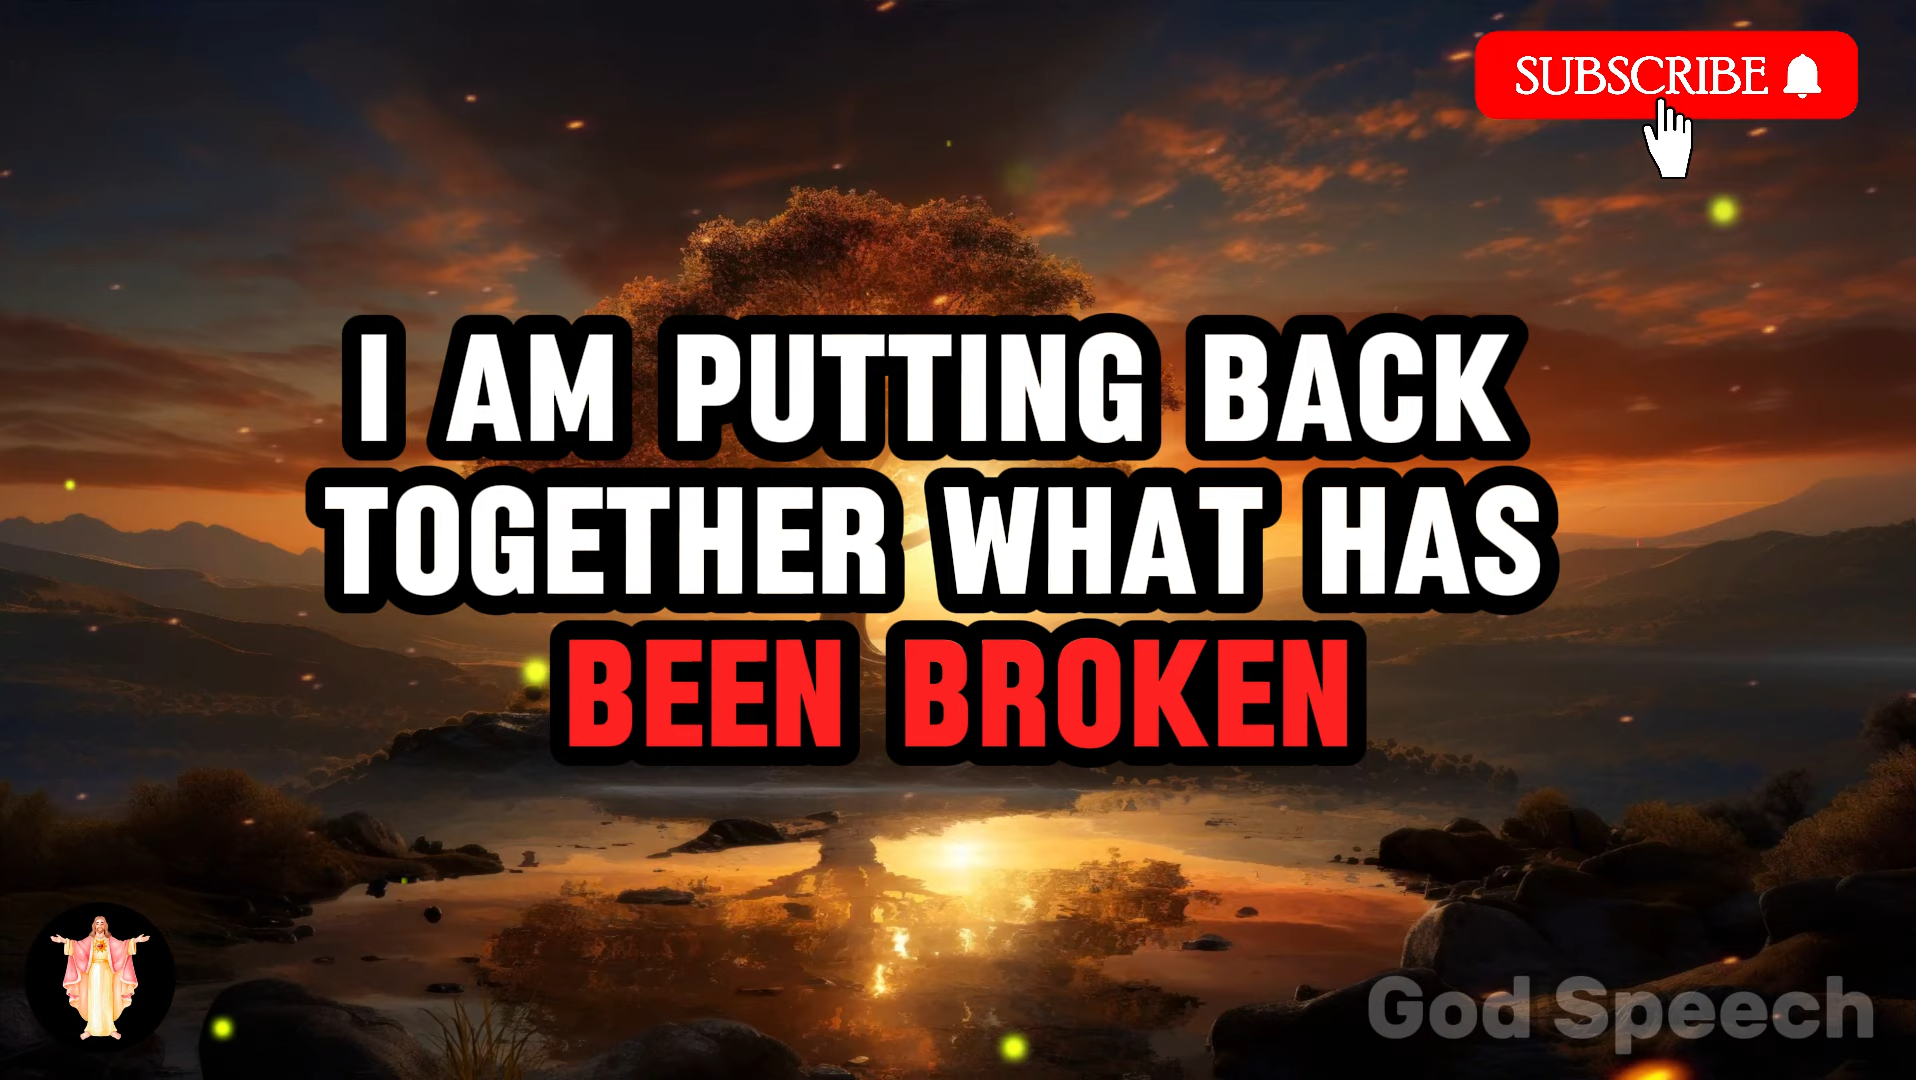 SUBSCRIBE
I AM PUTTING BACK
TOGETHER WHAT HAS
BEEN BROKEN
God Speech